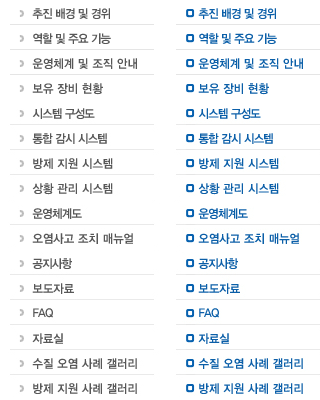 추진 배경 및 경위
역할 및 주요 기능
운영체계 및 조직 안내
보유 장비 현황
시스템 구성도
통합 감시 시스템
방제 지원 시스템
상황 관리 시스템
운영체계도
오염사고 조치 매뉴얼
공지사항
보도자료
FAQ
자료실
수질 오염 사례 갤러리
방제 지원 사례 갤러리
추진 배경 및 경위
역할 및 주요 기능
운영체계 및 조직 안내
보유 장비 현황
시스템 구성도
통합 감시 시스템
방제 지원 시스템
상황 관리 시스템
운영체계도
오염사고 조치 매뉴얼
공지사항
보도자료
FAQ
자료실
수질 오염 사례 갤러리
방제 지원 사례 갤러리